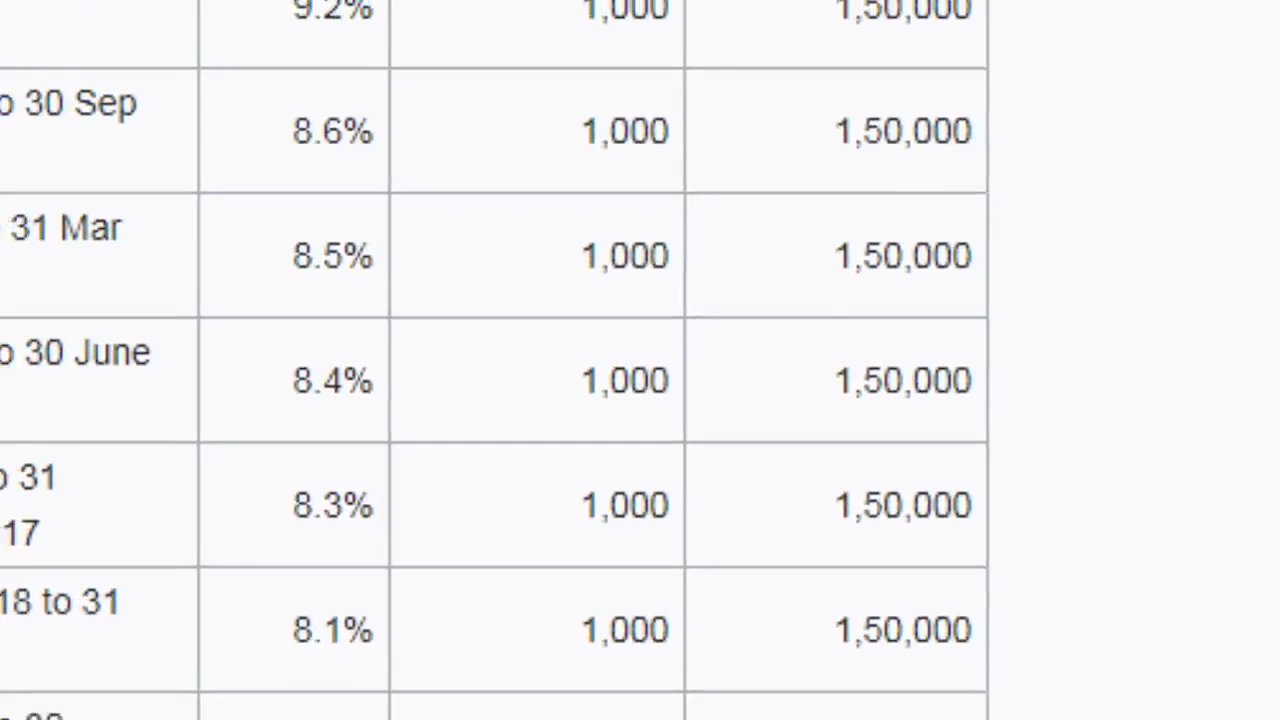 9.2% 1,000 1,50,000
o 30 Sep
8.6% 1,000 1,50,000
31 Mar
8.5% 1,000 1,50,000
o 30 June
8.4% 1,000 1,50,000
o 31
17
8.3% 1,000 1,50,000
18 to 31
8.1% 1,000 1,50,000